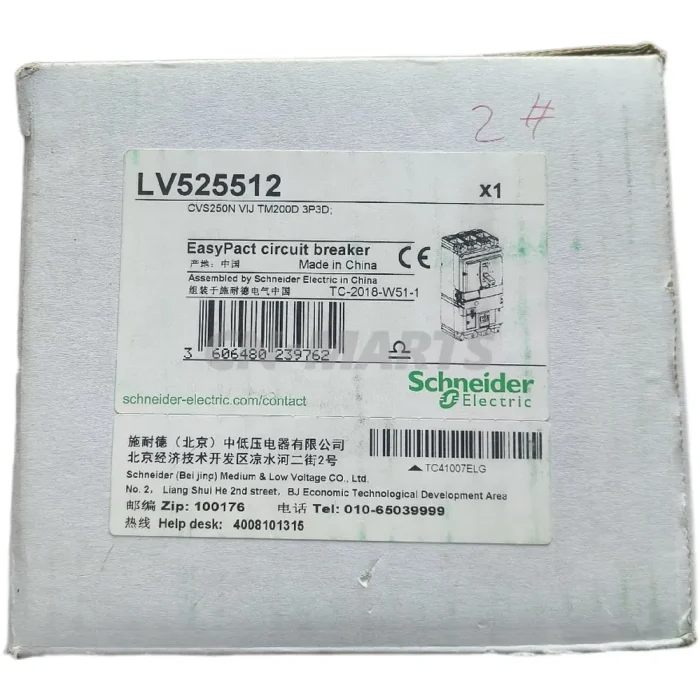 2#
LV525512
x1
CVS250N VIJ TM200D 3P3D;
EasyPact circuit breaker
CE
产地: 中国 Made in China
Assembled by Schneider Electric in China
组装于施耐德电气中国 TC-2018-W51-1
3 606480 239762
CN-MARTS
Schneider
Electric
schneider-electric.com/contact
施耐德（北京）中低压电器有限公司
北京经济技术开发区凉水河二街2号
TC41007ELG
Schneider (Beijing) Medium & Low Voltage CO., Ltd.
No. 2, Liang Shui He 2nd street, BJ Economic Technological Development Area
邮编 Zip: 100176 电话 Tel: 010-65039999
热线 Help desk: 4008101315